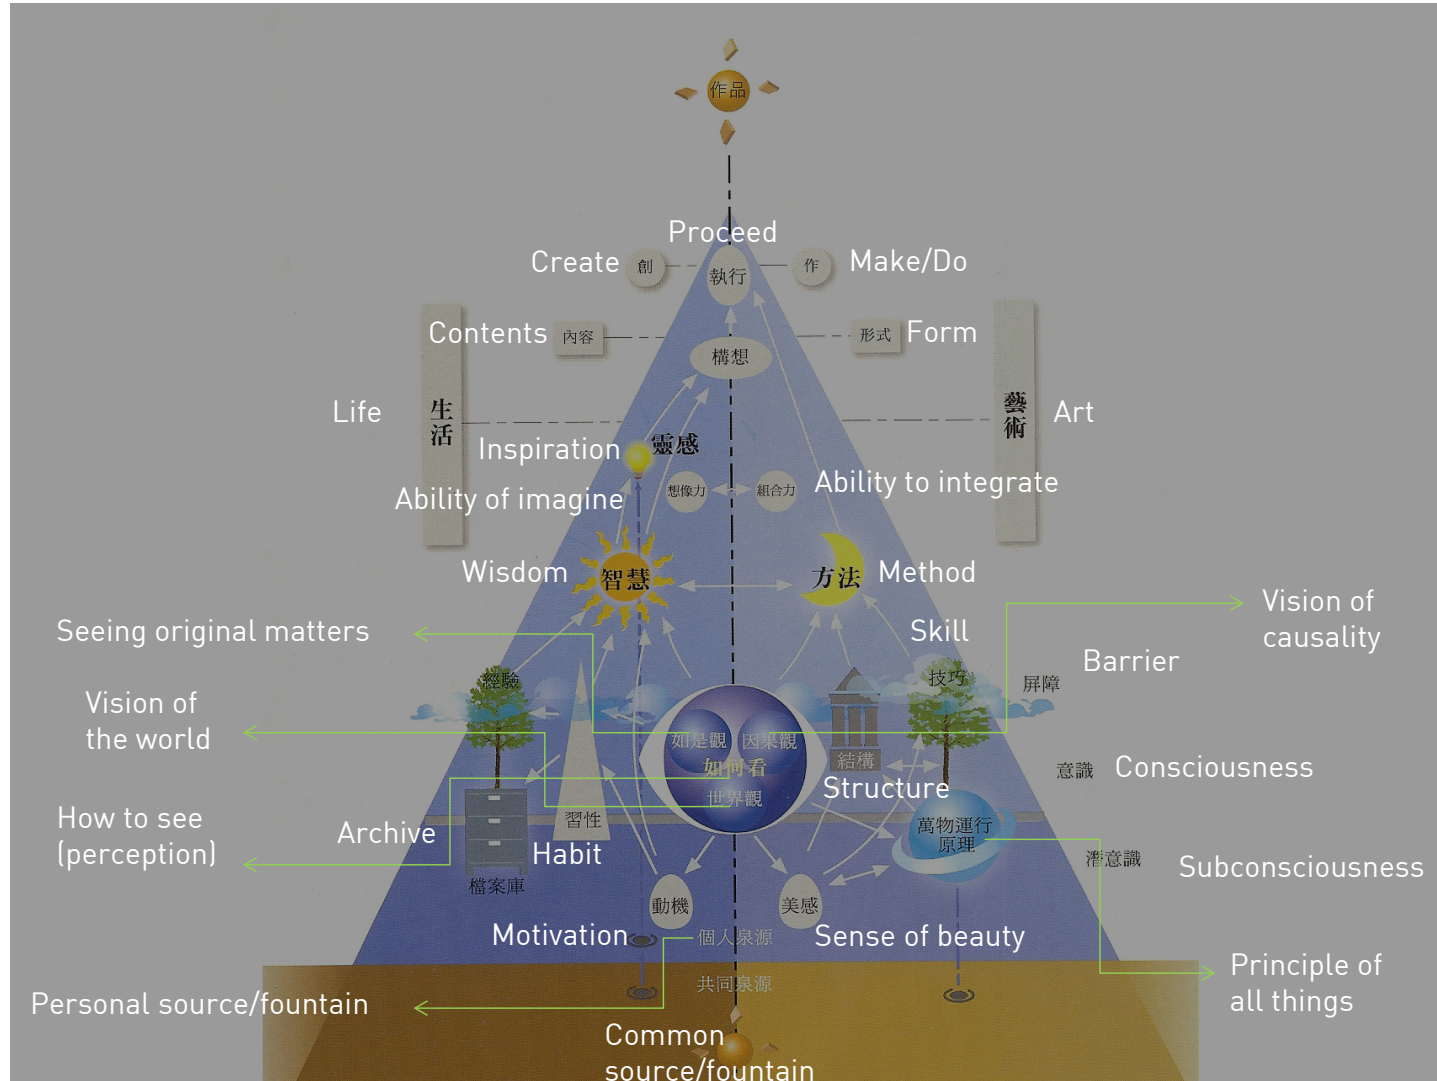 作品
Proceed
Create
創
執行
作
Make/Do
Contents
內容
形式
Form
構想
Life
生活
藝術
Art
Inspiration
靈感
Ability of imagine
想像力
組合力
Ability to integrate
Wisdom
智慧
方法
Method
Seeing original matters
Skill
Vision of
causality
Barrier
經驗
技巧
屏障
Vision of
the world
如是觀
因果觀
如何看
世界觀
結構
意識
Consciousness
Structure
How to see
(perception)
Archive
習性
Habit
萬物運行
原理
潛意識
Subconsciousness
檔案庫
動機
美感
Motivation
個人泉源
Sense of beauty
Principle of
all things
共同泉源
Personal source/fountain
Common
source/fountain